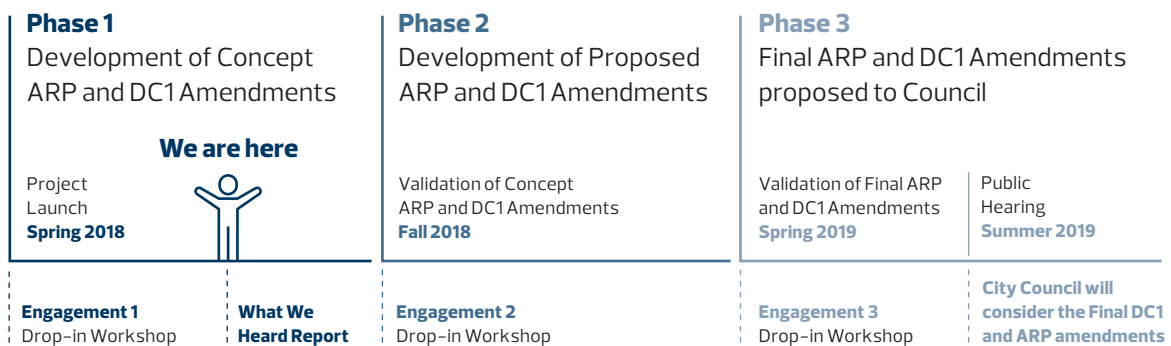 Phase 1
Development of Concept
ARP and DC1 Amendments
We are here
Project
Launch
Spring 2018
Engagement 1
Drop-in Workshop
What We
Heard Report
Phase 2
Development of Proposed
ARP and DC1 Amendments
Validation of Concept
ARP and DC1 Amendments
Fall 2018
Engagement 2
Drop-in Workshop
Phase 3
Final ARP and DC1 Amendments
proposed to Council
Validation of Final ARP
and DC1 Amendments
Spring 2019
Public
Hearing
Summer 2019
Engagement 3
Drop-in Workshop
City Council will
consider the Final DC1
and ARP amendments